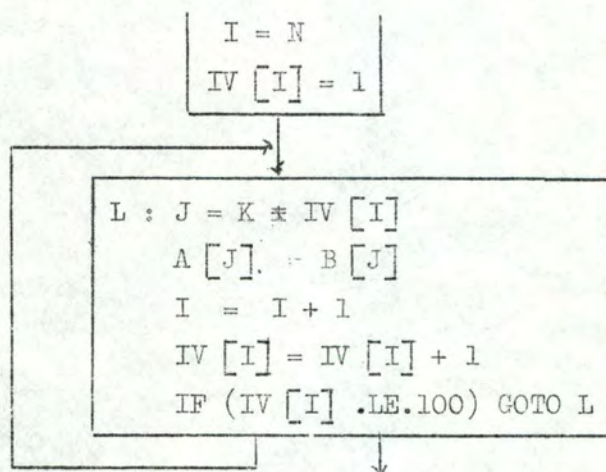 I = N
IV [I] = 1
L : J = K * IV [I]
A [J] = B [J]
I = I + 1
IV [I] = IV [I] + 1
IF (IV [I] .LE.100) GOTO L